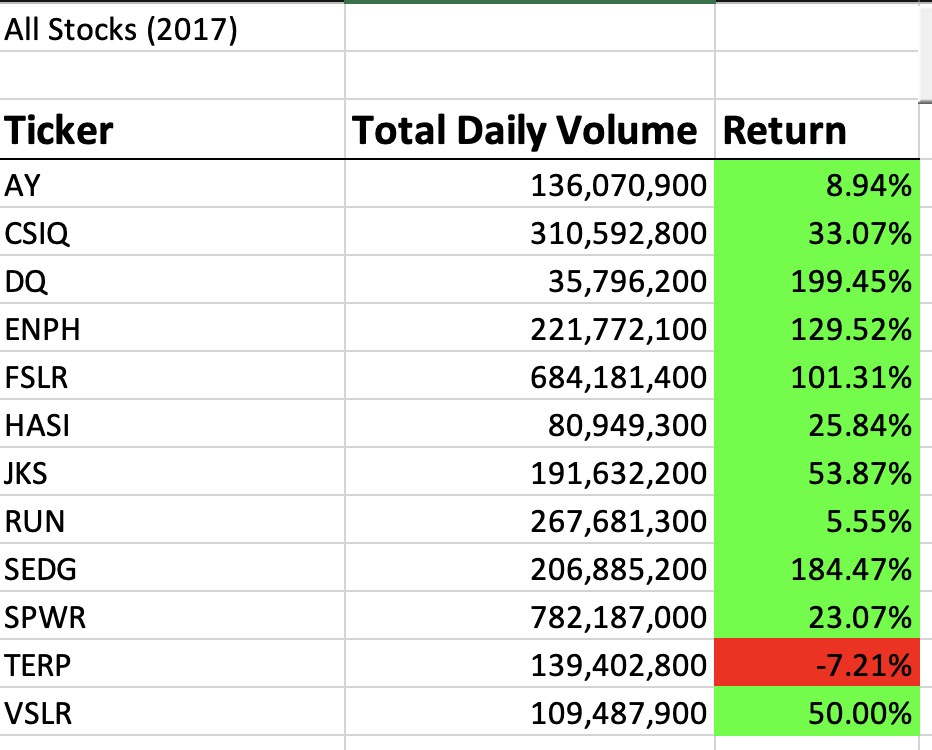 All Stocks (2017)
Ticker Total Daily Volume Return
AY 136,070,900 8.94%
CSIQ 310,592,800 33.07%
DQ 35,796,200 199.45%
ENPH 221,772,100 129.52%
FSLR 684,181,400 101.31%
HASI 80,949,300 25.84%
JKS 191,632,200 53.87%
RUN 267,681,300 5.55%
SEDG 206,885,200 184.47%
SPWR 782,187,000 23.07%
TERP 139,402,800 -7.21%
VSLR 109,487,900 50.00%